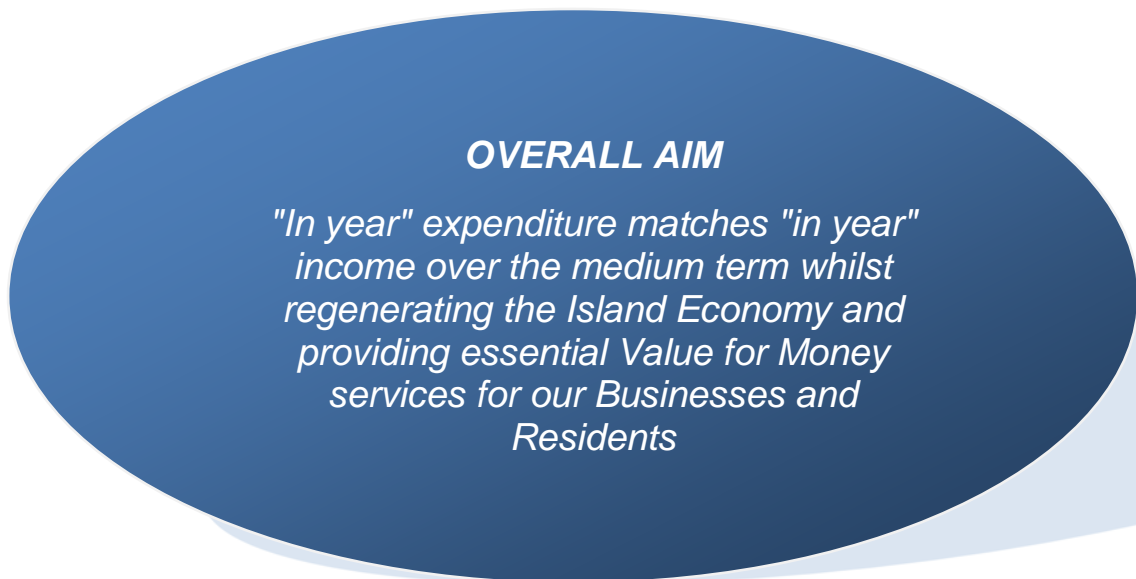 OVERALL AIM
"In year" expenditure matches "in year"
income over the medium term whilst
regenerating the Island Economy and
providing essential Value for Money
services for our Businesses and
Residents